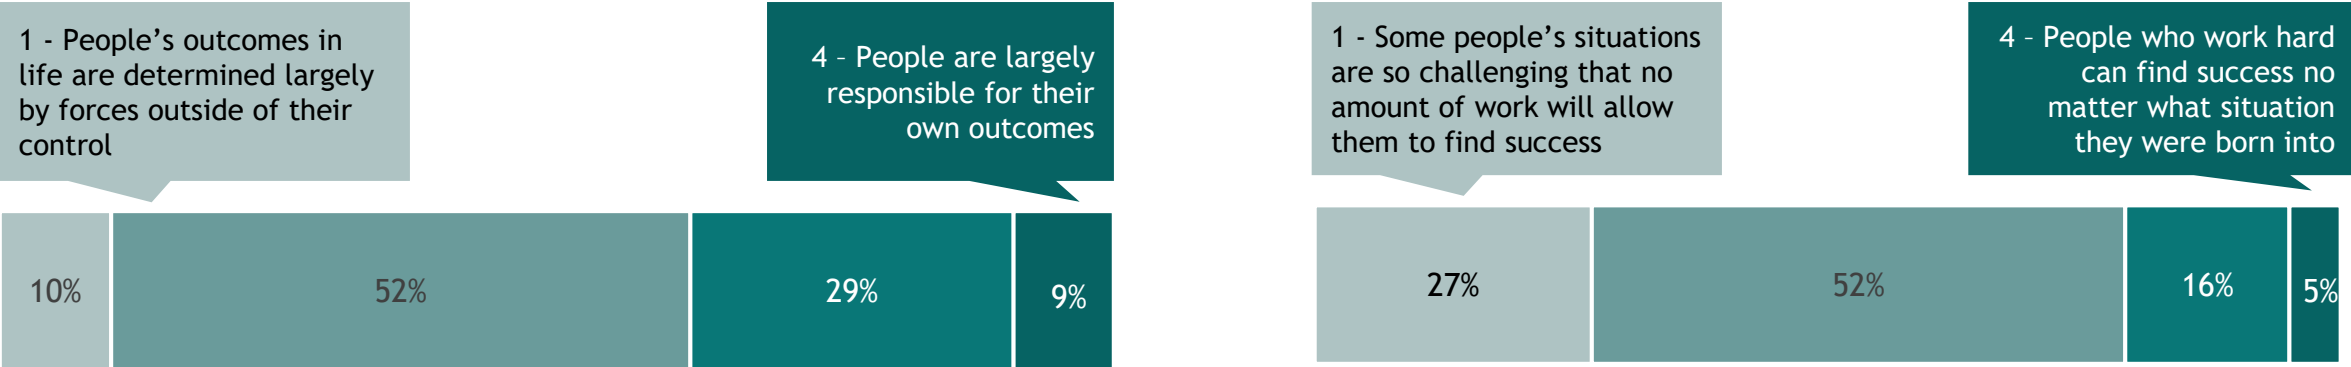 1 - People’s outcomes in
life are determined largely
by forces outside of their
control
4 – People are largely
responsible for their
own outcomes
10%
52%
29%
9%
1 - Some people’s situations
are so challenging that no
amount of work will allow
them to find success
4 – People who work hard
can find success no
matter what situation
they were born into
27%
52%
16%
5%